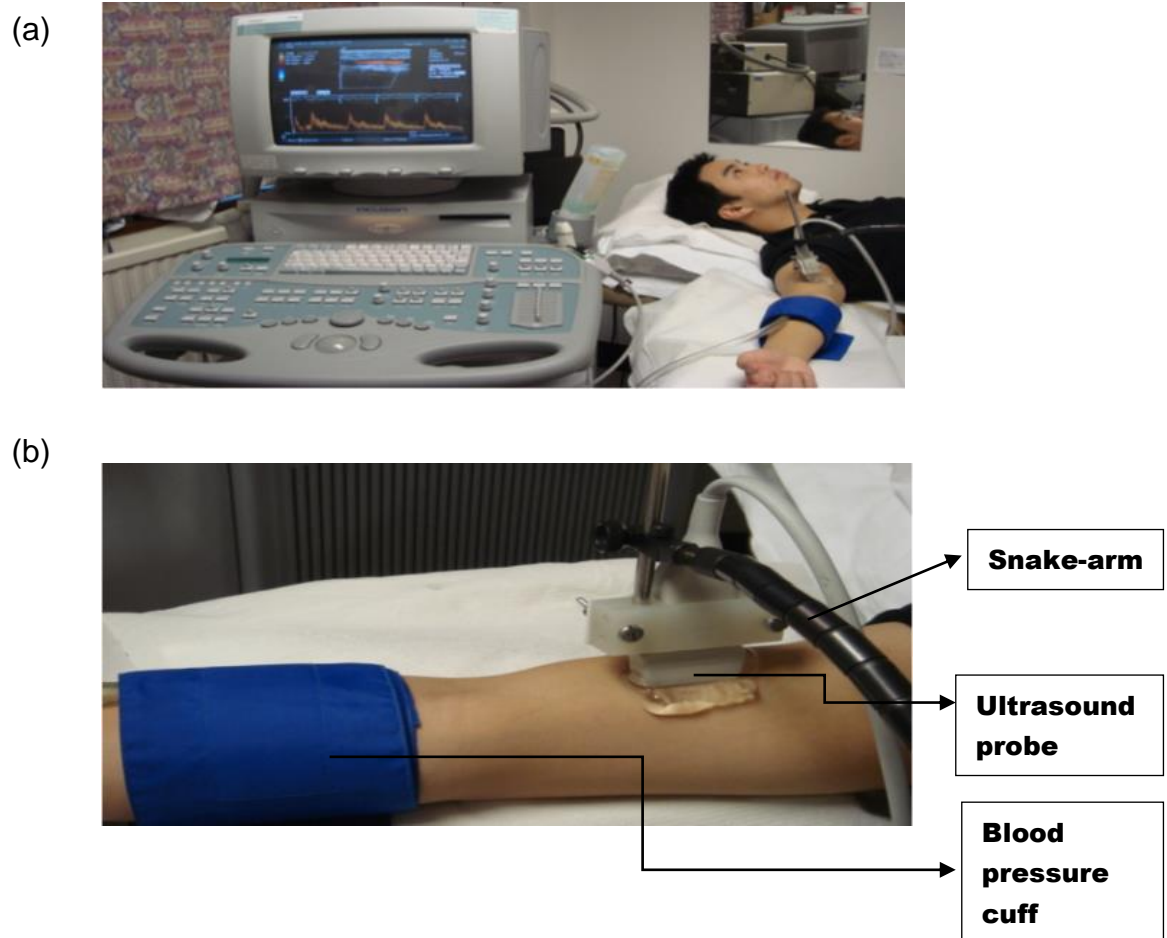 (a)
(b)
Snake-arm
Ultrasound
probe
Blood
pressure
cuff